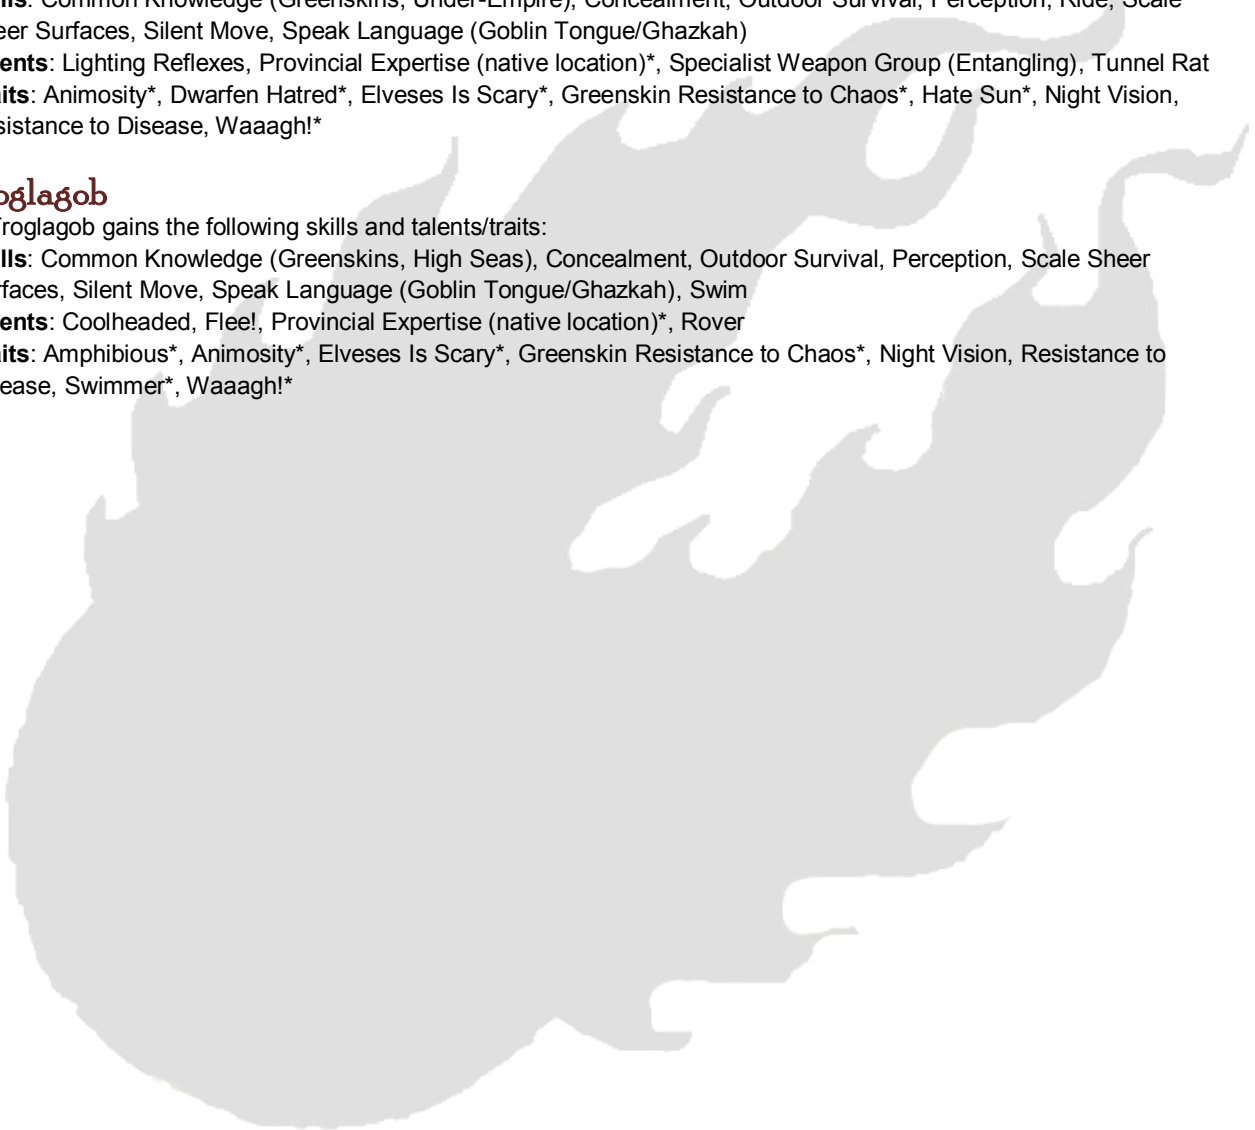 lls: Common Knowledge (Greenskins, Under-Empire), Concealment, Outdoor Survival, Perception, Ride, Scale
eer Surfaces, Silent Move, Speak Language (Goblin Tongue/Ghazkah)
ents: Lighting Reflexes, Provincial Expertise (native location)*, Specialist Weapon Group (Entangling), Tunnel Rat
aits: Animosity*, Dwarfen Hatred*, Elveses Is Scary*, Greenskin Resistance to Chaos*, Hate Sun*, Night Vision,
sistance to Disease, Waaagh!*
oglagob
Troglagob gains the following skills and talents/traits:
lls: Common Knowledge (Greenskins, High Seas), Concealment, Outdoor Survival, Perception, Scale Sheer
rfaces, Silent Move, Speak Language (Goblin Tongue/Ghazkah), Swim
ents: Coolheaded, Flee!, Provincial Expertise (native location)*, Rover
aits: Amphibious*, Animosity*, Elveses Is Scary*, Greenskin Resistance to Chaos*, Night Vision, Resistance to
ease, Swimmer*, Waaagh!*